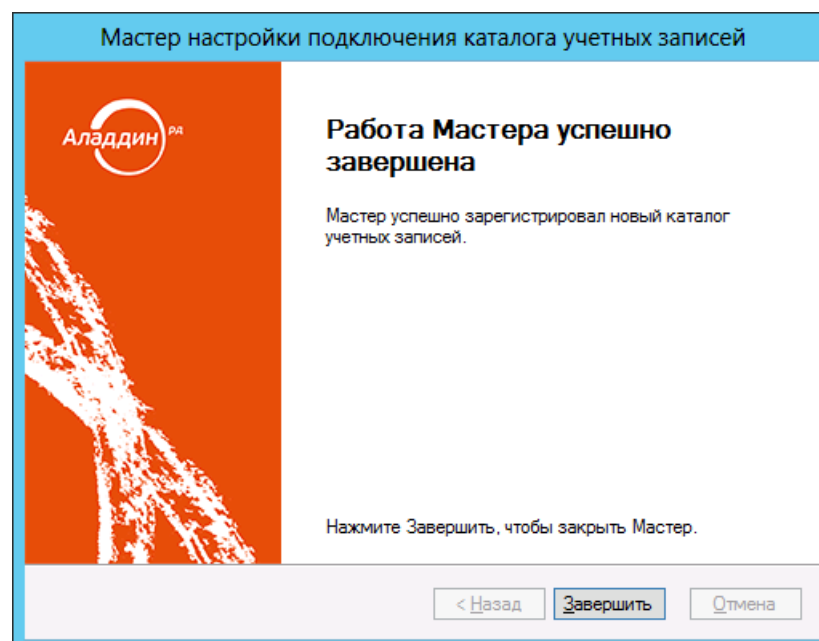 Мастер настройки подключения каталога учетных записей
Аладдин РД
Работа Мастера успешно
завершена
Мастер успешно зарегистрировал новый каталог
учетных записей.
Нажмите Завершить, чтобы закрыть Мастер.
< Назад Завершить Отмена